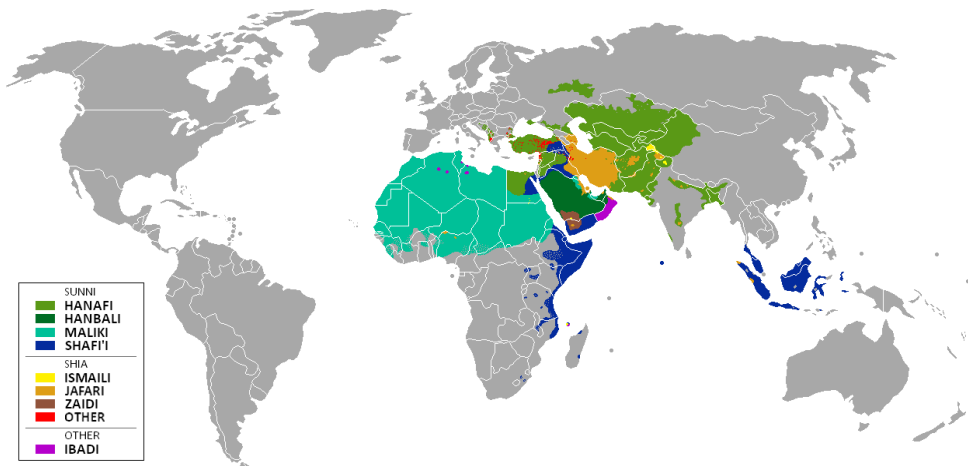 SUNNI
HANAFI
HANBALI
MALIKI
SHAFI'I
SHIA
ISMAILI
JAFARI
ZAIDI
OTHER
OTHER
IBADI